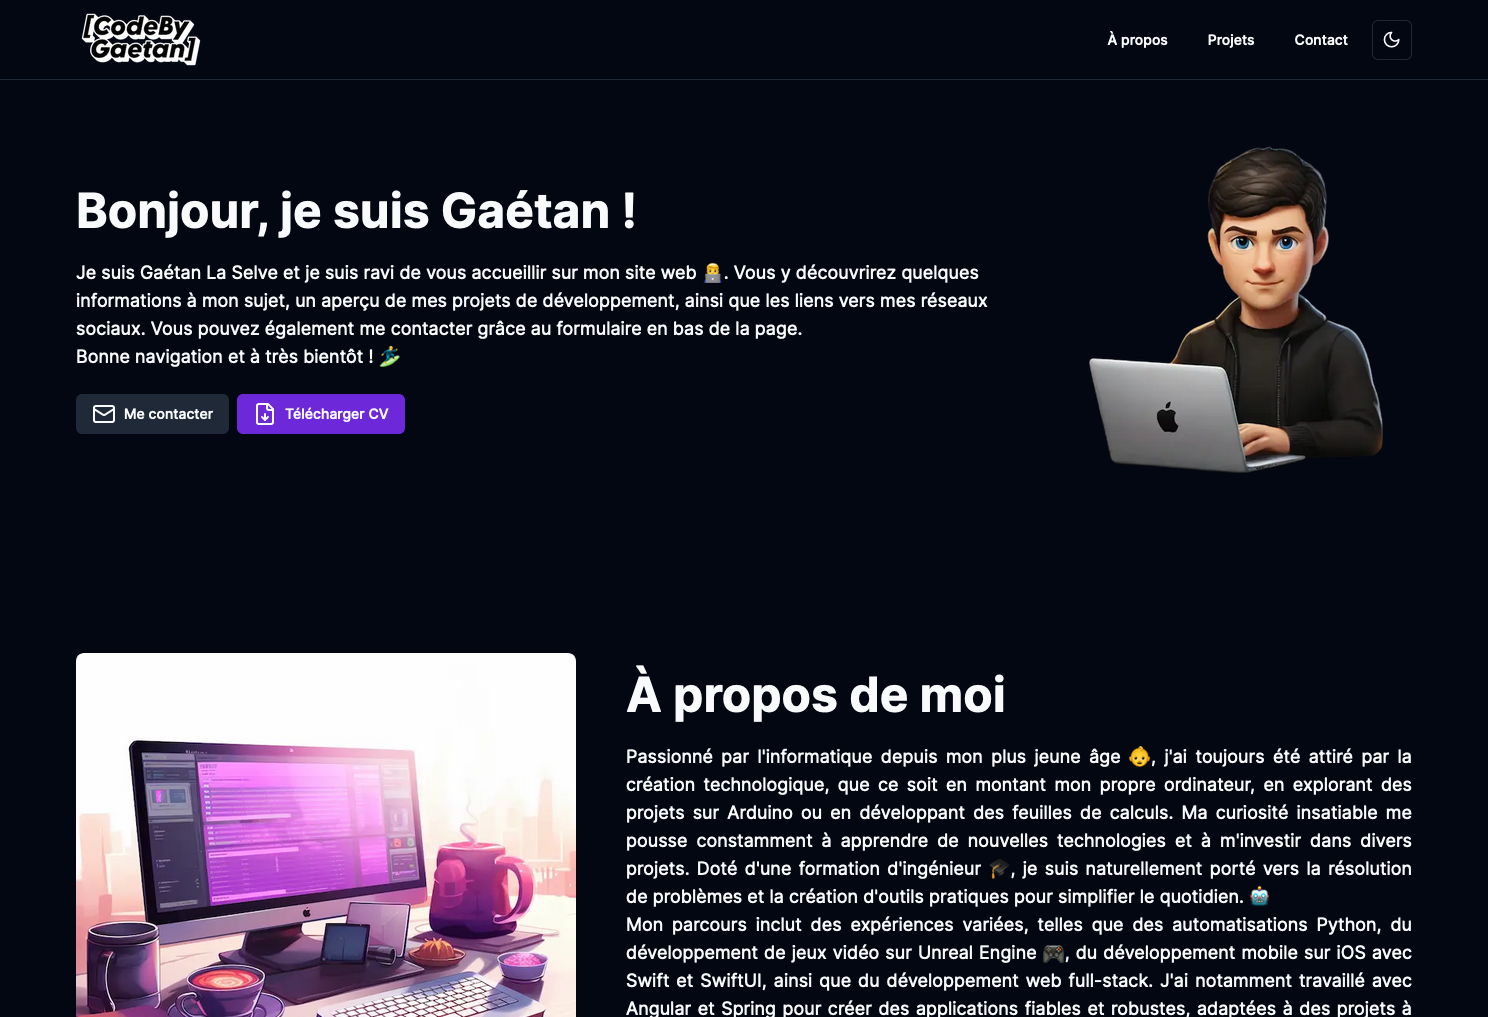 [CodeBy
Gaetan]
À propos
Projets
Contact
Bonjour, je suis Gaétan !
Je suis Gaétan La Selve et je suis ravi de vous accueillir sur mon site web 👨‍💻. Vous y découvrirez quelques
informations à mon sujet, un aperçu de mes projets de développement, ainsi que les liens vers mes réseaux
sociaux. Vous pouvez également me contacter grâce au formulaire en bas de la page.
Bonne navigation et à très bientôt ! 🏄‍♂️
Me contacter
Télécharger CV
À propos de moi
Passionné par l'informatique depuis mon plus jeune âge 👶, j'ai toujours été attiré par la
création technologique, que ce soit en montant mon propre ordinateur, en explorant des
projets sur Arduino ou en développant des feuilles de calculs. Ma curiosité insatiable me
pousse constamment à apprendre de nouvelles technologies et à m'investir dans divers
projets. Doté d'une formation d'ingénieur 🎓, je suis naturellement porté vers la résolution
de problèmes et la création d'outils pratiques pour simplifier le quotidien. 🤖
Mon parcours inclut des expériences variées, telles que des automatisations Python, du
développement de jeux vidéo sur Unreal Engine 🎮, du développement mobile sur iOS avec
Swift et SwiftUI, ainsi que du développement web full-stack. J'ai notamment travaillé avec
Angular et Spring pour créer des applications fiables et robustes, adaptées à des projets à